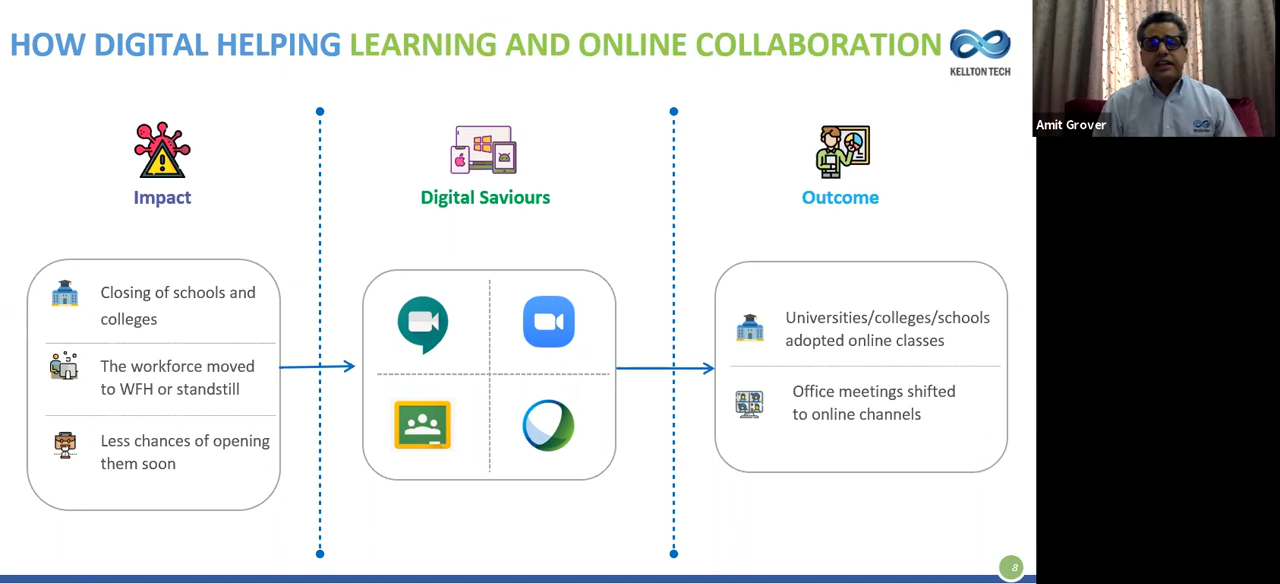 HOW DIGITAL HELPING LEARNING AND ONLINE COLLABORATION
KELLTON TECH
Amit Grover
Impact
Digital Saviours
Outcome
Closing of schools and
colleges
The workforce moved
to WFH or standstill
Less chances of opening
them soon
Universities/colleges/schools
adopted online classes
Office meetings shifted
to online channels
8